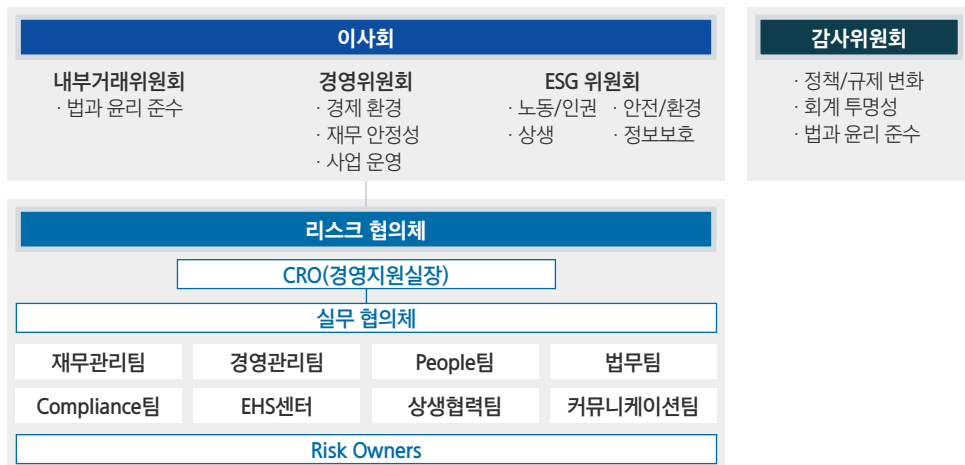 이사회
내부거래위원회
· 법과 윤리 준수
경영위원회
· 경제 환경
· 재무 안정성
· 사업 운영
ESG 위원회
· 노동/인권 · 안전/환경
· 상생 · 정보보호
감사위원회
· 정책/규제 변화
· 회계 투명성
· 법과 윤리 준수
리스크 협의체
CRO(경영지원실장)
실무 협의체
재무관리팀 경영관리팀 People팀 법무팀
Compliance팀 EHS센터 상생협력팀 커뮤니케이션팀
Risk Owners